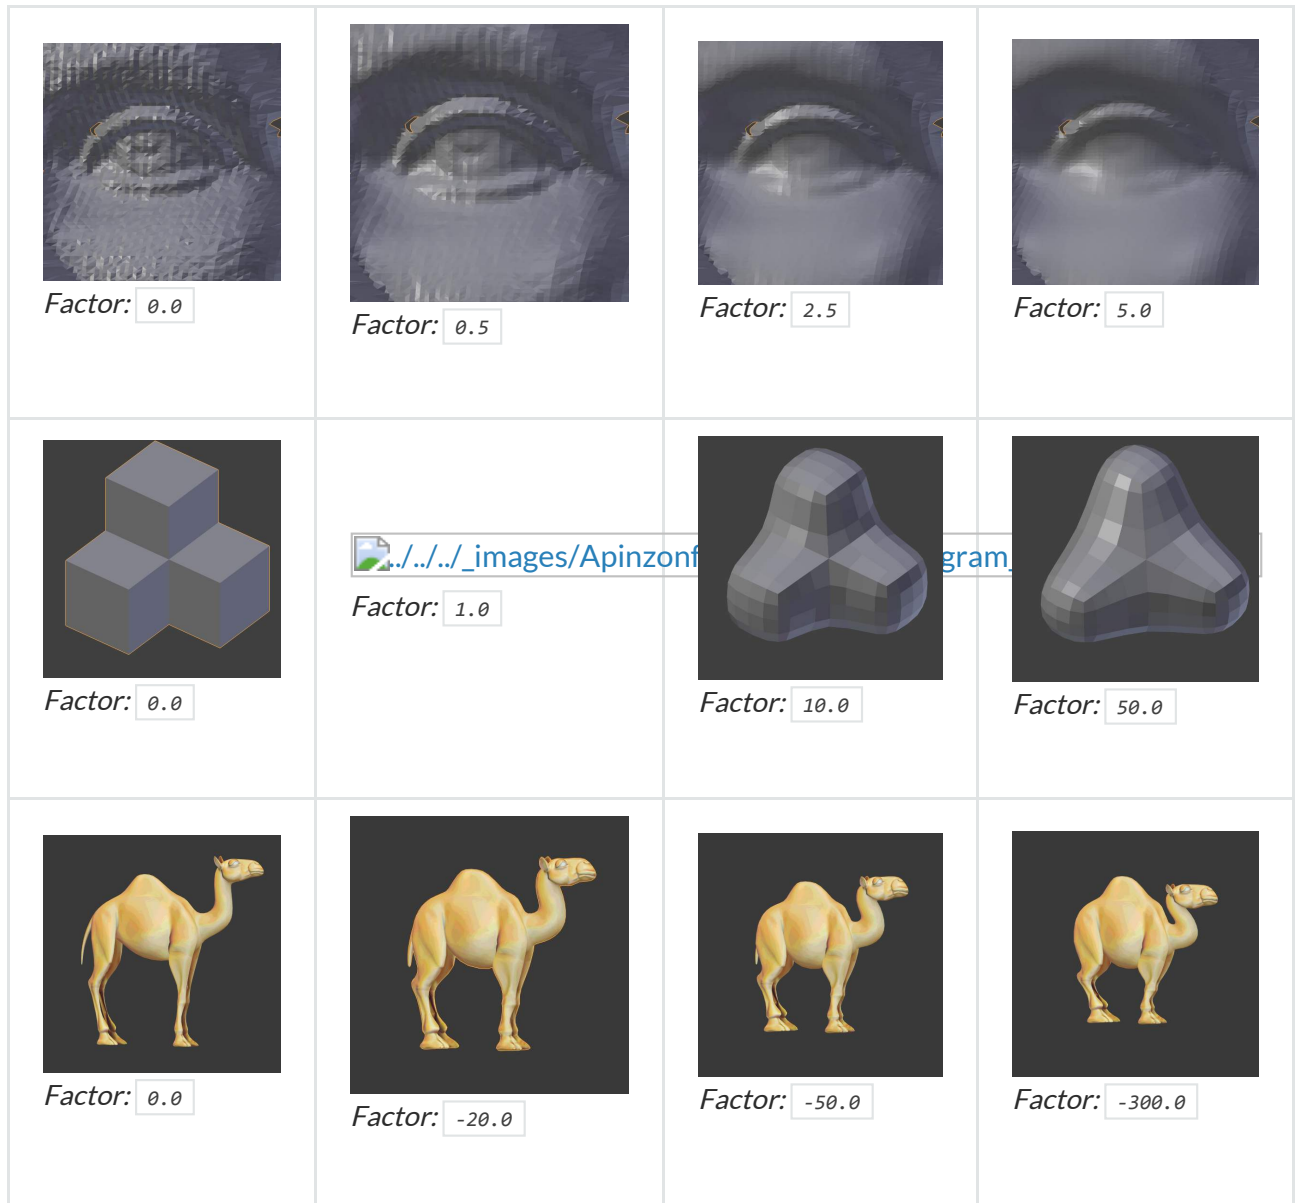 Factor: 0.0
Factor: 0.5
Factor: 2.5
Factor: 5.0
Factor: 0.0
../../../_images/Apinzonf gram_
Factor: 1.0
Factor: 10.0
Factor: 50.0
Factor: 0.0
Factor: -20.0
Factor: -50.0
Factor: -300.0